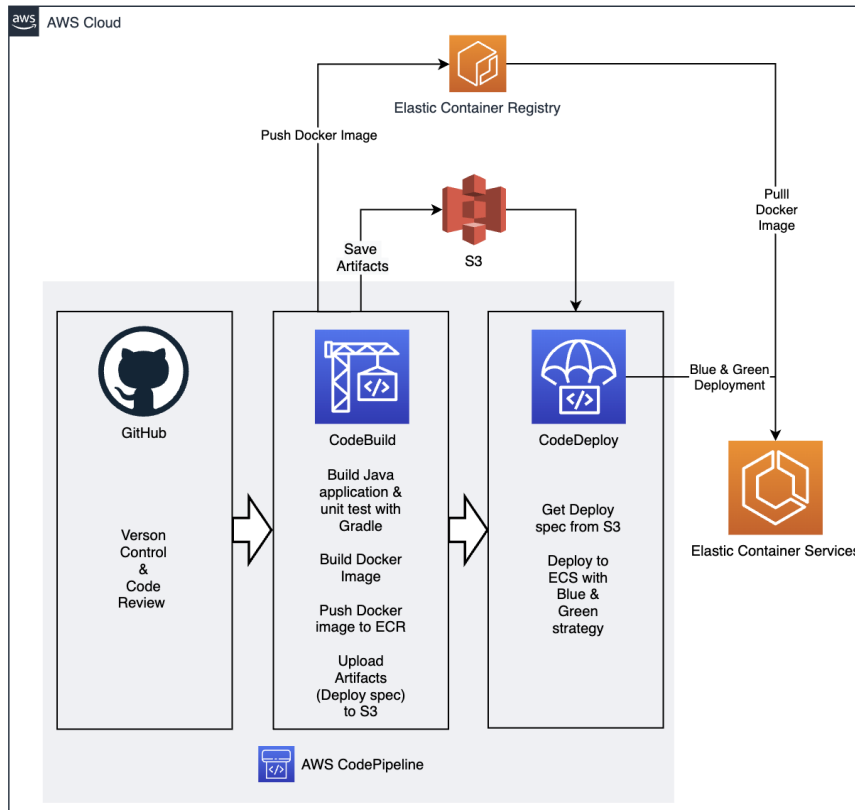 aws
AWS Cloud
Elastic Container Registry
Push Docker Image
Pulll
Docker
Image
Save
Artifacts
S3
GitHub
Verson
Control
&
Code
Review
</>
CodeBuild
Build Java
application &
unit test with
Gradle
Build Docker
Image
Push Docker
image to ECR
Upload
Artifacts
(Deploy spec)
to S3
</>
CodeDeploy
Get Deploy
spec from S3
Deploy to
ECS with
Blue &
Green
strategy
Blue & Green
Deployment
Elastic Container Services
</>
AWS CodePipeline